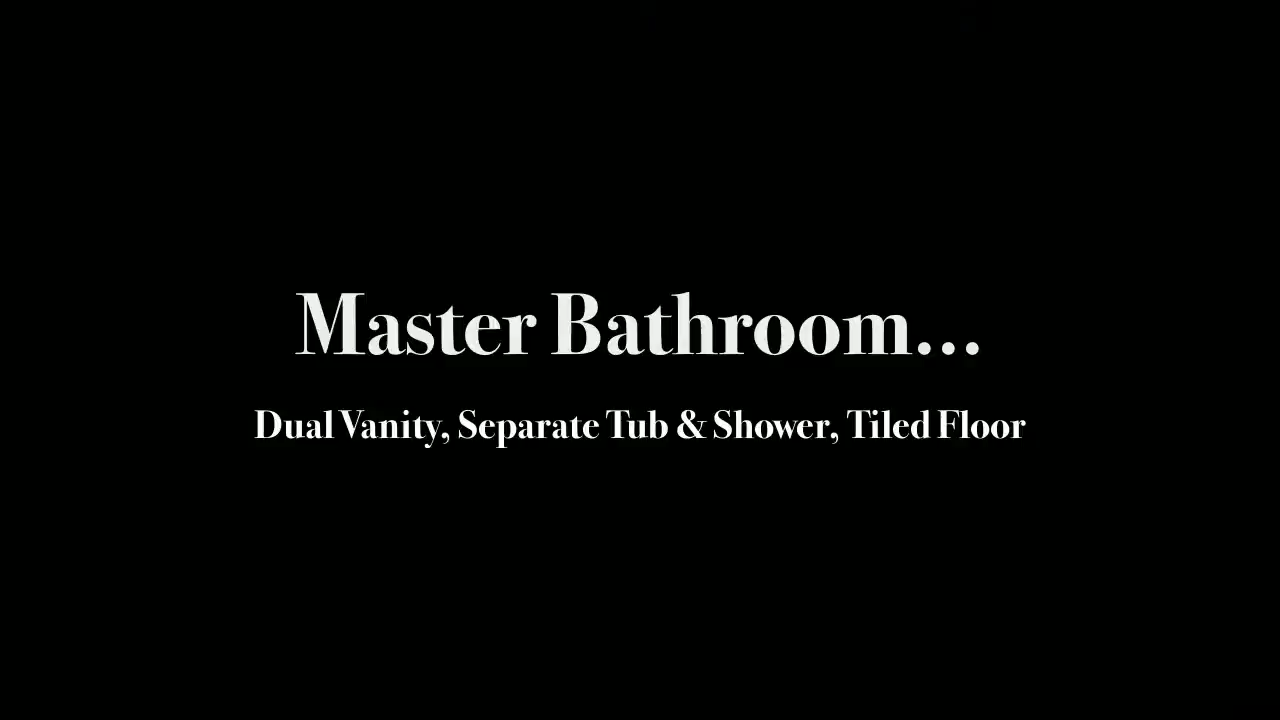 Master Bathroom...
Dual Vanity, Separate Tub & Shower, Tiled Floor